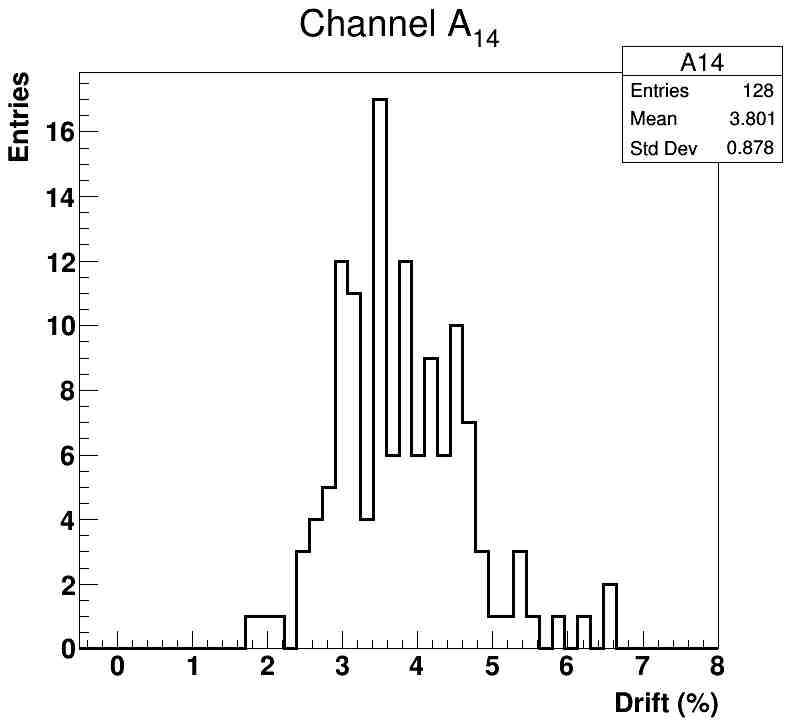 Channel A₁₄
A14
Entries 128
Mean 3.801
Std Dev 0.878
Entries
16
14
12
10
8
6
4
2
0
0 1 2 3 4 5 6 7 8
Drift (%)